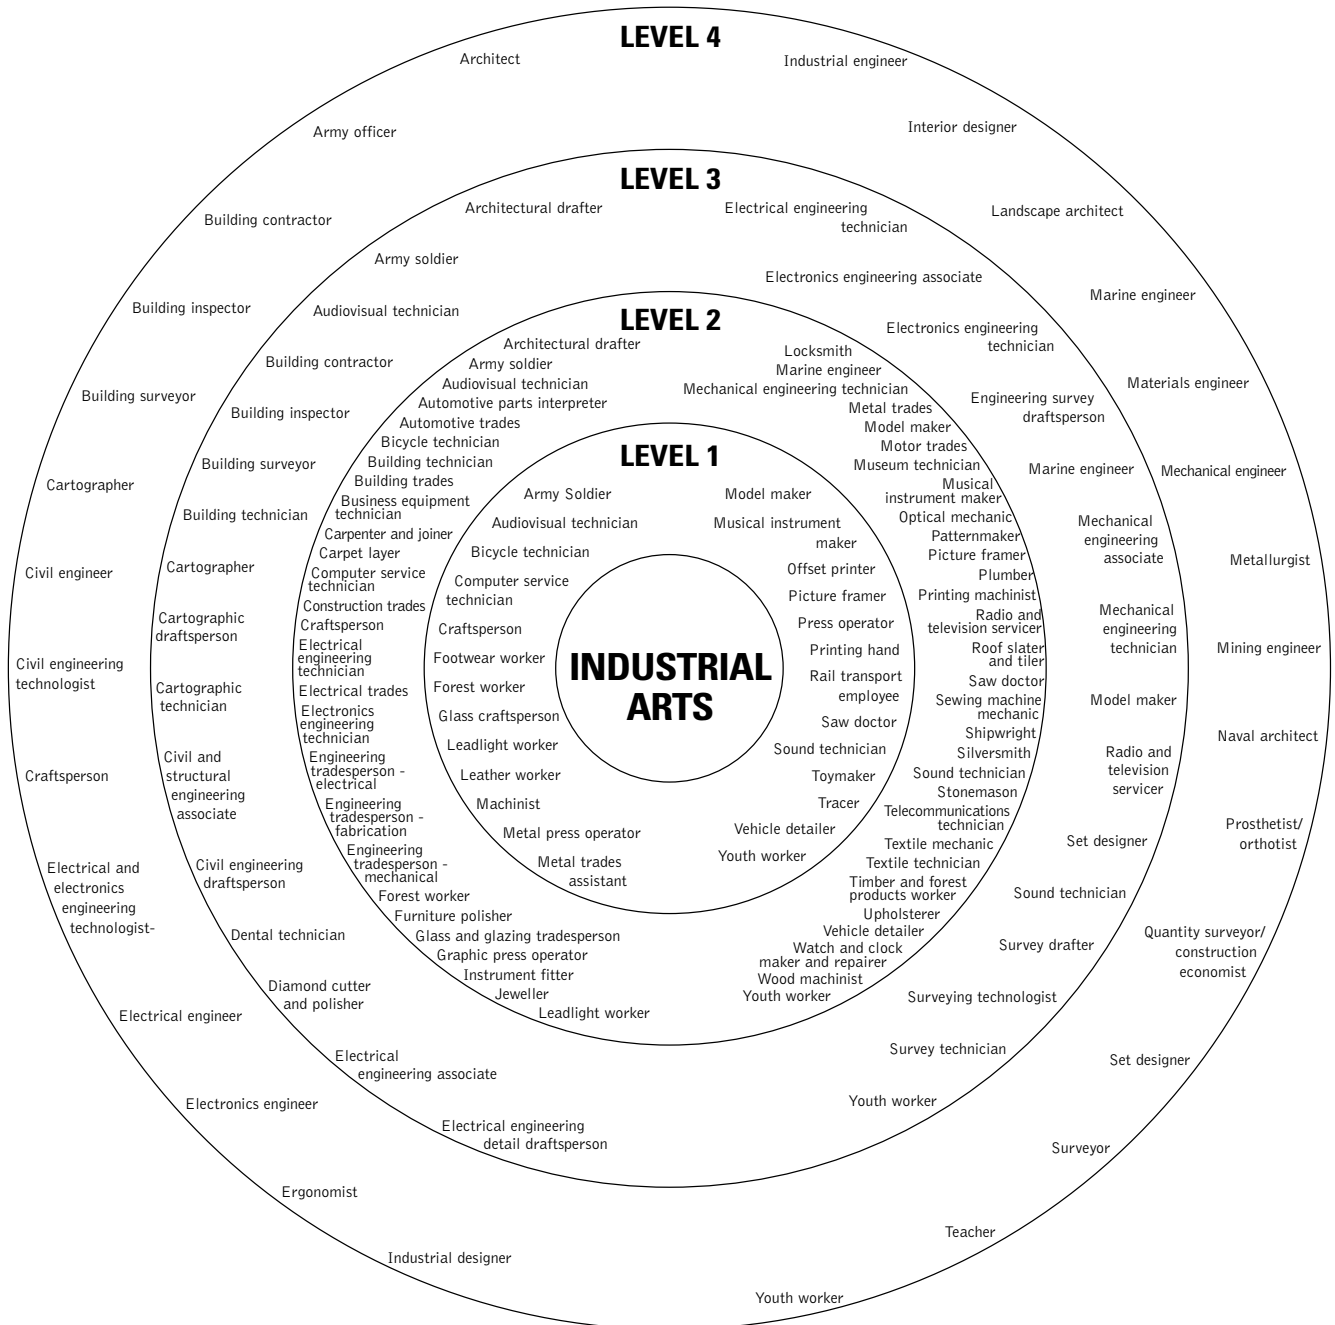 LEVEL 4
Architect
Army officer
Building contractor
Building inspector
Building surveyor
Cartographer
Civil engineer
Civil engineering
technologist
Craftsperson
Electrical and
electronics
engineering
technologist-
Electrical engineer
Electronics engineer
Ergonomist
Industrial designer
Industrial engineer
Interior designer
Landscape architect
Marine engineer
Materials engineer
Mechanical engineer
Metallurgist
Mining engineer
Naval architect
Prosthetist/
orthotist
Quantity surveyor/
construction
economist
Set designer
Surveyor
Teacher
Youth worker
LEVEL 3
Architectural drafter
Army soldier
Audiovisual technician
Building contractor
Building inspector
Building surveyor
Building technician
Cartographer
Cartographic
draftsperson
Cartographic
technician
Civil and
structural
engineering
associate
Civil engineering
draftsperson
Dental technician
Diamond cutter
and polisher
Electrical
engineering associate
Electrical engineering
detail draftsperson
Electrical engineering
technician
Electronics engineering associate
Electronics engineering
technician
Engineering survey
draftsperson
Marine engineer
Mechanical
engineering
associate
Mechanical
engineering
technician
Model maker
Radio and
television
servicer
Set designer
Sound technician
Survey drafter
Surveying technologist
Survey technician
Youth worker
LEVEL 2
Architectural drafter
Army soldier
Audiovisual technician
Automotive parts interpreter
Automotive trades
Bicycle technician
Building technician
Building trades
Business equipment
technician
Carpenter and joiner
Carpet layer
Computer service
technician
Construction trades
Craftsperson
Electrical
engineering
technician
Electrical trades
Electronics
engineering
technician
Engineering
tradesperson -
electrical
Engineering
tradesperson -
fabrication
Engineering
tradesperson -
mechanical
Forest worker
Furniture polisher
Glass and glazing tradesperson
Graphic press operator
Instrument fitter
Jeweller
Leadlight worker
Locksmith
Marine engineer
Mechanical engineering technician
Metal trades
Model maker
Motor trades
Museum technician
Musical
instrument maker
Optical mechanic
Patternmaker
Picture framer
Plumber
Printing machinist
Radio and
television servicer
Roof slater
and tiler
Saw doctor
Sewing machine
mechanic
Shipwright
Silversmith
Sound technician
Stonemason
Telecommunications
technician
Textile mechanic
Textile technician
Timber and forest
products worker
Upholsterer
Vehicle detailer
Watch and clock
maker and repairer
Wood machinist
Youth worker
LEVEL 1
Army Soldier
Audiovisual technician
Bicycle technician
Computer service
technician
Craftsperson
Footwear worker
Forest worker
Glass craftsperson
Leadlight worker
Leather worker
Machinist
Metal press operator
Metal trades
assistant
Model maker
Musical instrument
maker
Offset printer
Picture framer
Press operator
Printing hand
Rail transport
employee
Saw doctor
Sound technician
Toymaker
Tracer
Vehicle detailer
Youth worker
INDUSTRIAL
ARTS